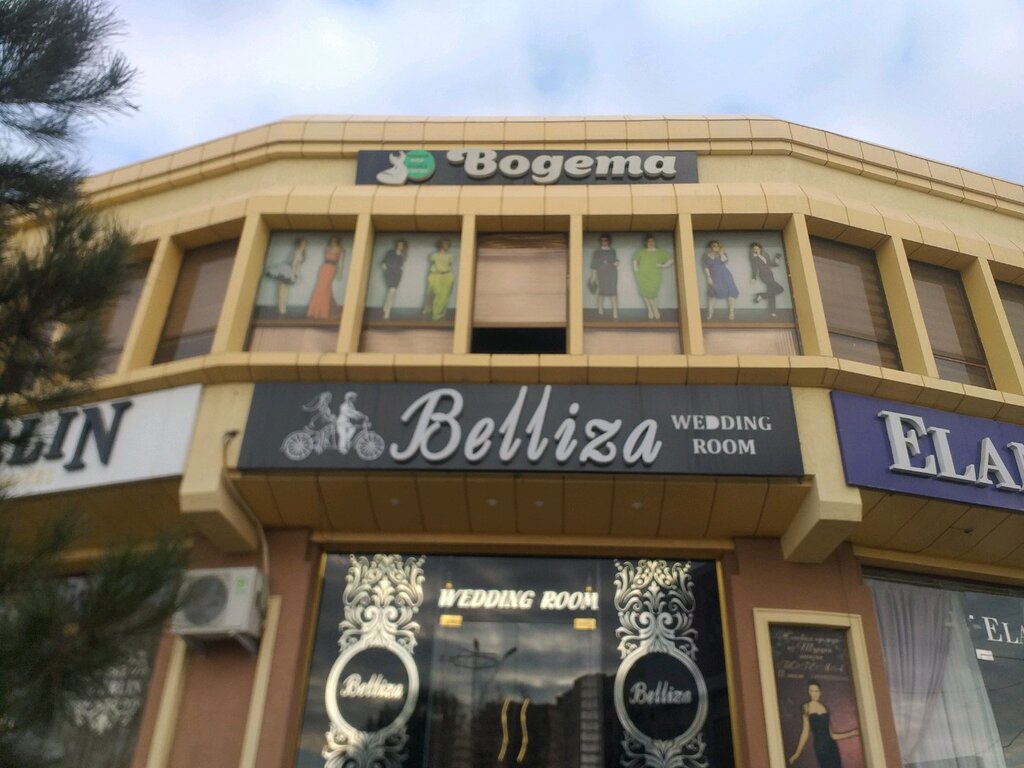 Bogema
Belliza
WEDDING
ROOM
LIN
ELA
WEDDING ROOM
Belliza
Belliza
ELA